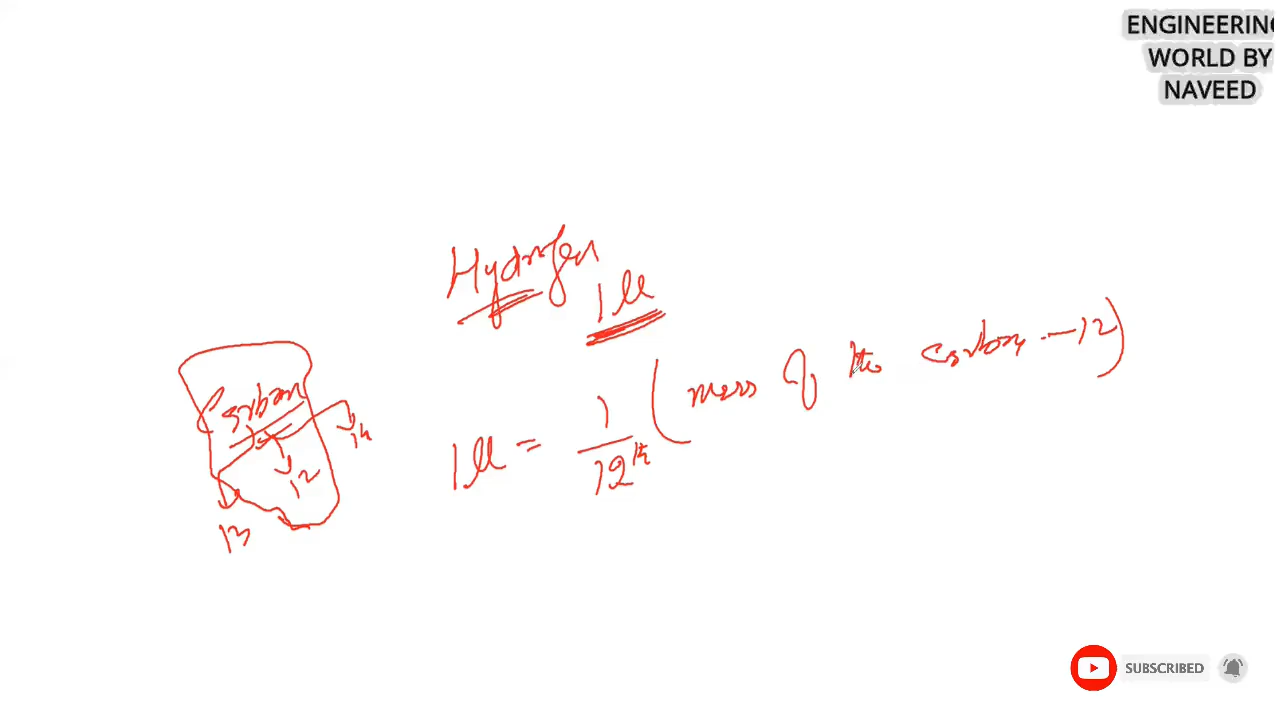 ENGINEERING
WORLD BY
NAVEED
Hydrogen
1u
Carbon
14
12
13
1u = 1/12th (mass of the carbon - 12)
SUBSCRIBED